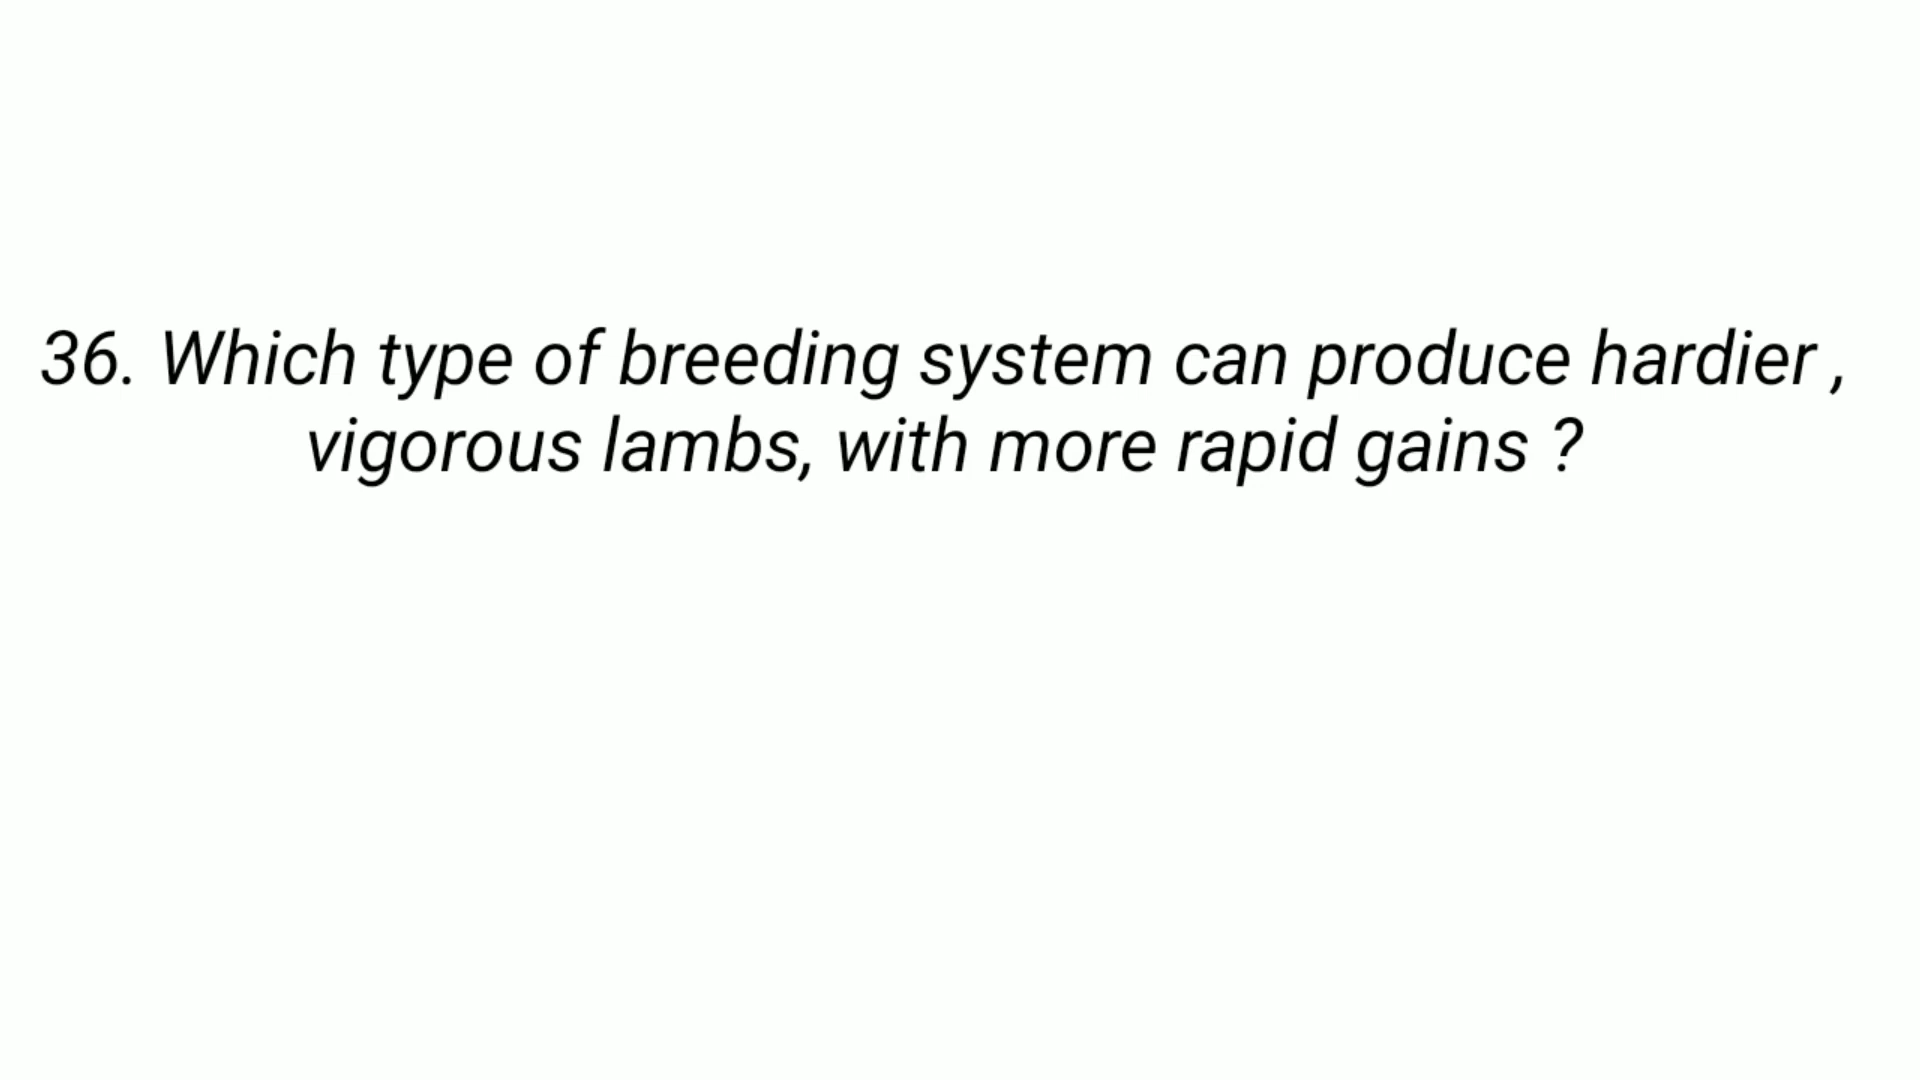 36. Which type of breeding system can produce hardier ,
vigorous lambs, with more rapid gains ?